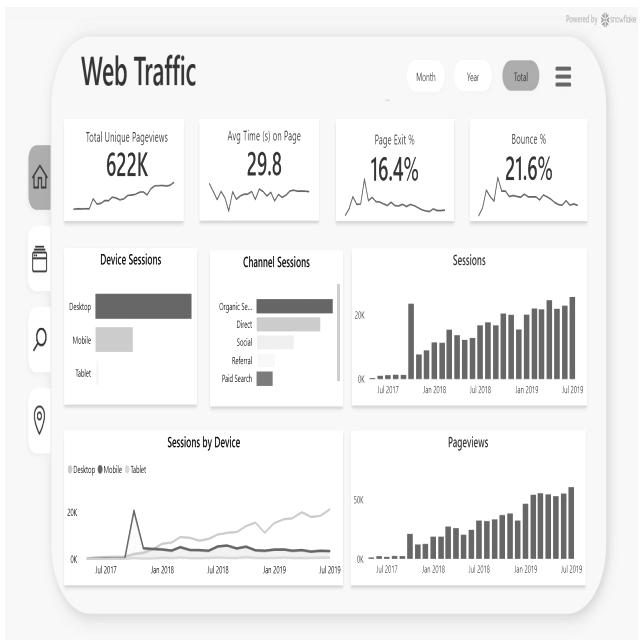 Powered by snowflake
Web Traffic
Month Year Total
Total Unique Pageviews
622K
Avg Time (s) on Page
29.8
Page Exit %
16.4%
Bounce %
21.6%
Device Sessions
Desktop
Mobile
Tablet
Channel Sessions
Organic Se...
Direct
Social
Referral
Paid Search
Sessions
20K
0K
Jul 2017 Jan 2018 Jul 2018 Jan 2019 Jul 2019
Sessions by Device
Desktop Mobile Tablet
20K
0K
Jul 2017 Jan 2018 Jul 2018 Jan 2019 Jul 2019
Pageviews
50K
0K
Jul 2017 Jan 2018 Jul 2018 Jan 2019 Jul 2019